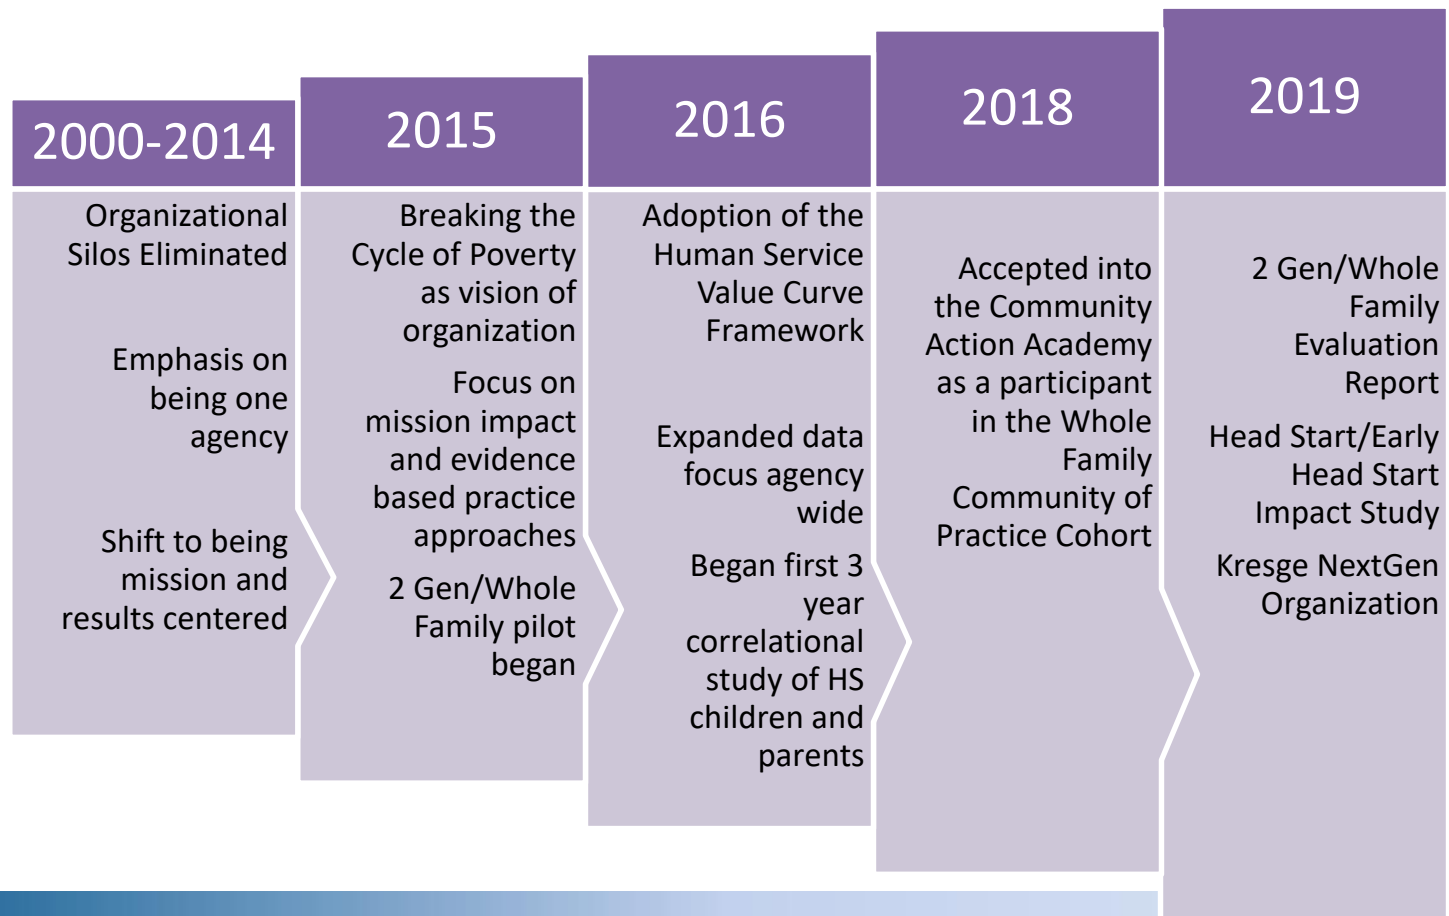 2000-2014
Organizational
Silos Eliminated
Emphasis on
being one
agency
Shift to being
mission and
results centered
2015
Breaking the
Cycle of Poverty
as vision of
organization
Focus on
mission impact
and evidence
based practice
approaches
2 Gen/Whole
Family pilot
began
2016
Adoption of the
Human Service
Value Curve
Framework
Expanded data
focus agency
wide
Began first 3
year
correlational
study of HS
children and
parents
2018
Accepted into
the Community
Action Academy
as a participant
in the Whole
Family
Community of
Practice Cohort
2019
2 Gen/Whole
Family
Evaluation
Report
Head Start/Early
Head Start
Impact Study
Kresge NextGen
Organization